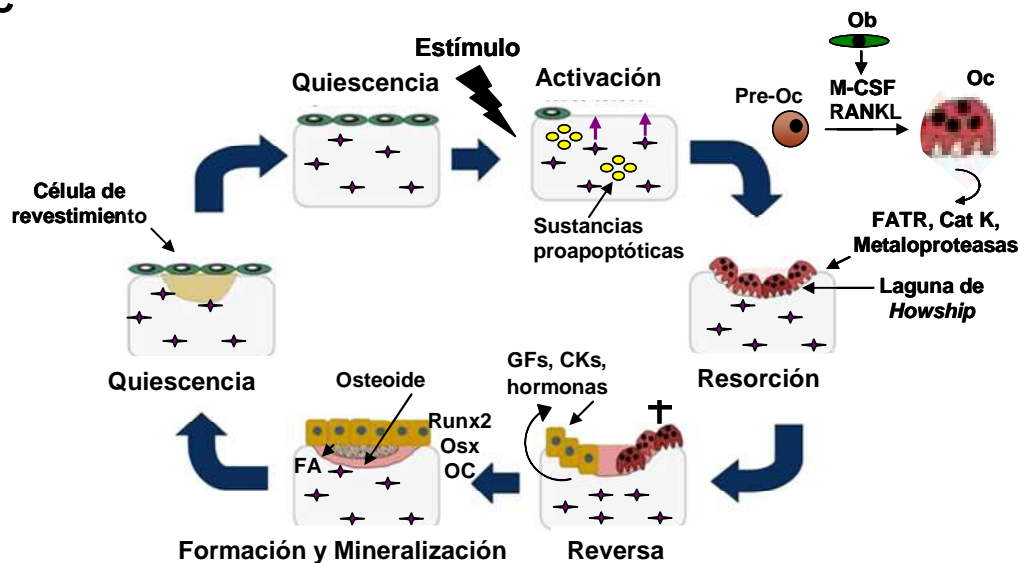 Estímulo
Quiescencia
Activación
Ob
M-CSF
RANKL
Pre-Oc
Oc
Célula de
revestimiento
Sustancias
proapoptóticas
FATR, Cat K,
Metaloproteasas
Laguna de
Howship
Quiescencia
Osteoide
GFs, CKs,
hormonas
Resorción
Runx2
Osx
OC
FA
Formación y Mineralización
Reversa